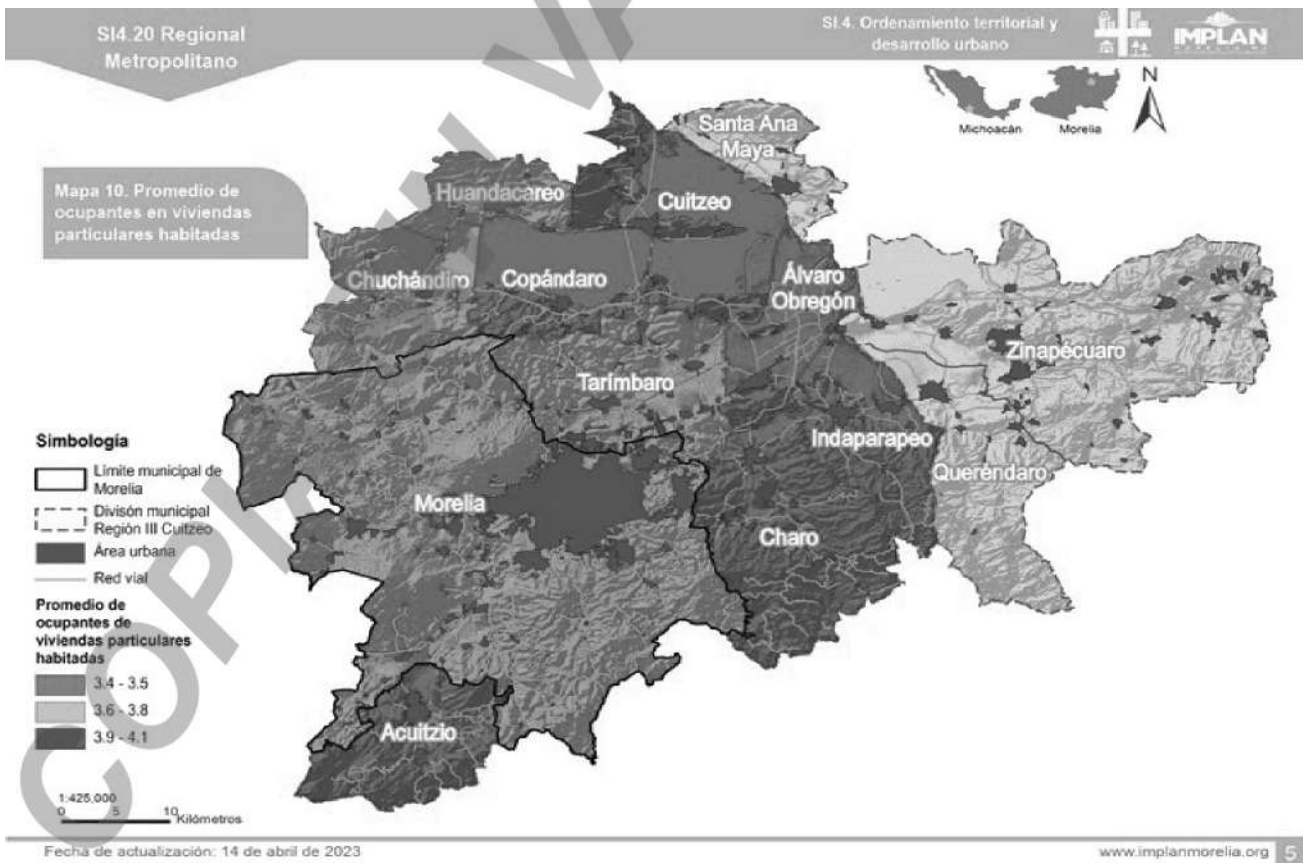 SI4.20 Regional
Metropolitano
SI.4. Ordenamiento territorial y
desarrollo urbano
IMPLAN
Michoacán
Morelia
N
Mapa 10. Promedio de
ocupantes en viviendas
particulares habitadas
Santa Ana
Maya
Huandacareo
Cuitzeo
Chuchándiro
Copándaro
Álvaro
Obregón
Zinapécuaro
Tarímbaro
Indaparapeo
Queréndaro
Morelia
Charo
Acuitzio
Simbología
Límite municipal de
Morelia
Divisón municipal
Región III Cuitzeo
Área urbana
Red vial
Promedio de
ocupantes de
viviendas particulares
habitadas
3.4 - 3.5
3.6 - 3.8
3.9 - 4.1
1:425,000
0 5 10
Kilómetros
COPIA V
Fecha de actualización: 14 de abril de 2023
www.implanmorelia.org 5